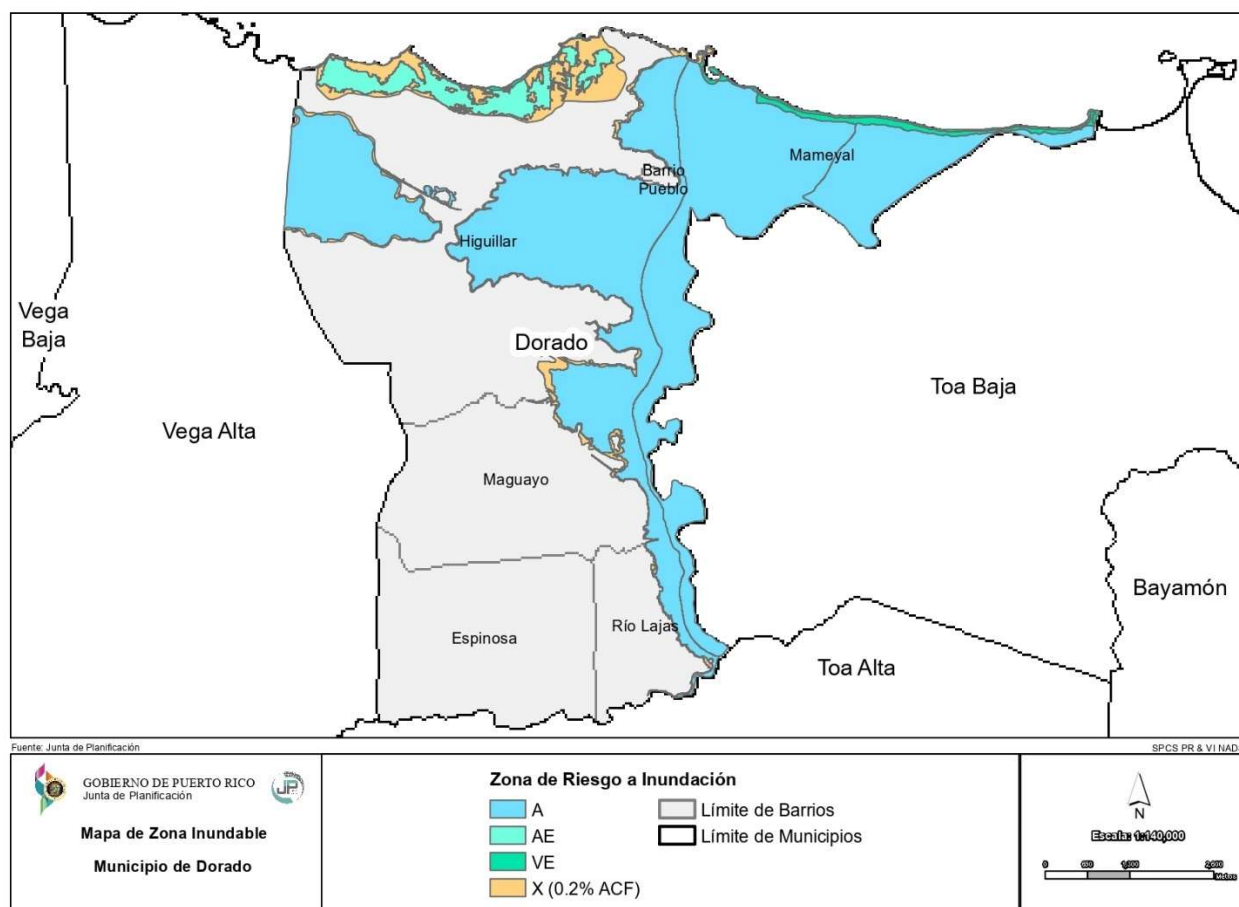 Mameyal
Barrio
Pueblo
Higuillar
Vega
Baja
Dorado
Toa Baja
Vega Alta
Maguayo
Bayamón
Espinosa
Río Lajas
Toa Alta
Fuente: Junta de Planificación
SPCS PR & VI NAD
GOBIERNO DE PUERTO RICO
Junta de Planificación
JP
Mapa de Zona Inundable
Municipio de Dorado
Zona de Riesgo a Inundación
A
AE
VE
X (0.2% ACF)
Límite de Barrios
Límite de Municipios
N
Escala: 1:140,000
0
Metros